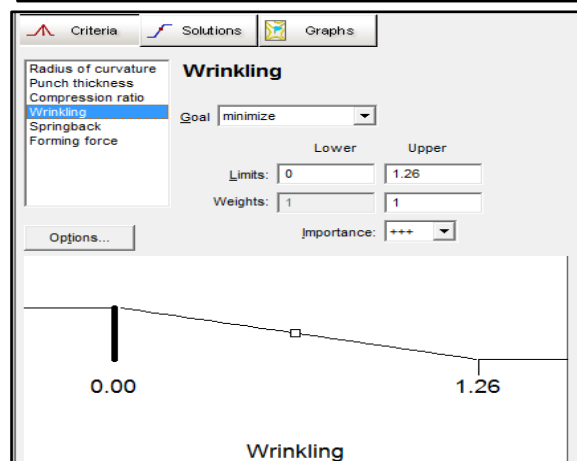 Criteria Solutions Graphs
Radius of curvature
Punch thickness
Compression ratio
Wrinkling
Springback
Forming force
Wrinkling
Goal minimize
Lower Upper
Limits: 0 1.26
Weights: 1 1
Importance: +++
Options...
0.00 1.26
Wrinkling